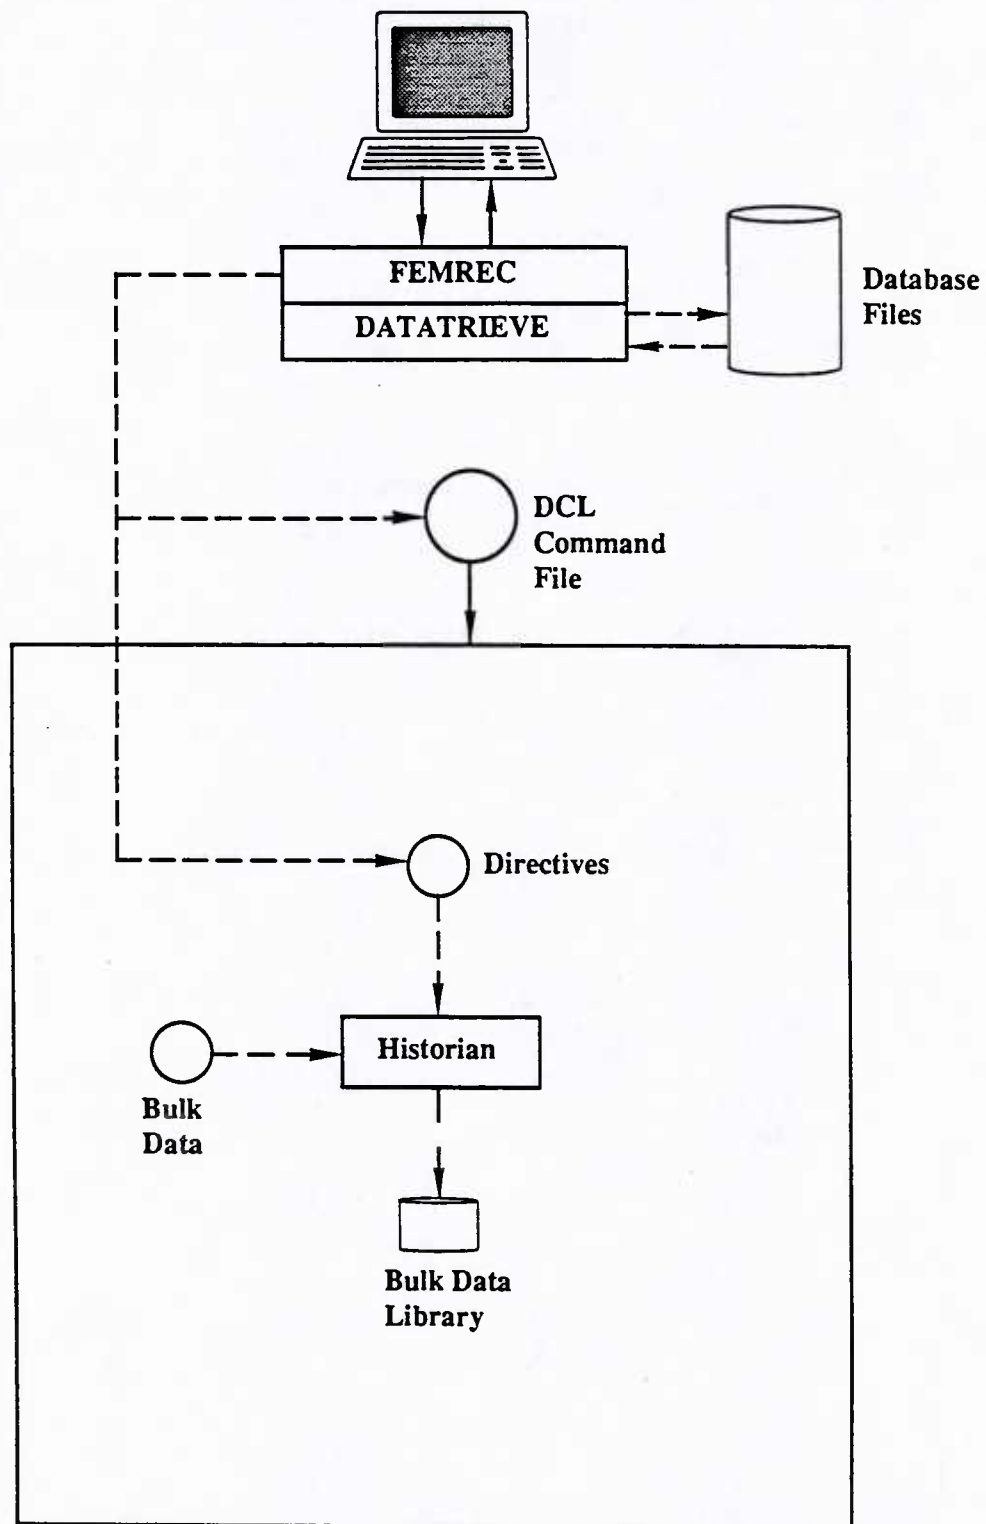 FEMREC
DATATRIEVE
Database
Files
DCL
Command
File
Directives
Historian
Bulk
Data
Bulk Data
Library